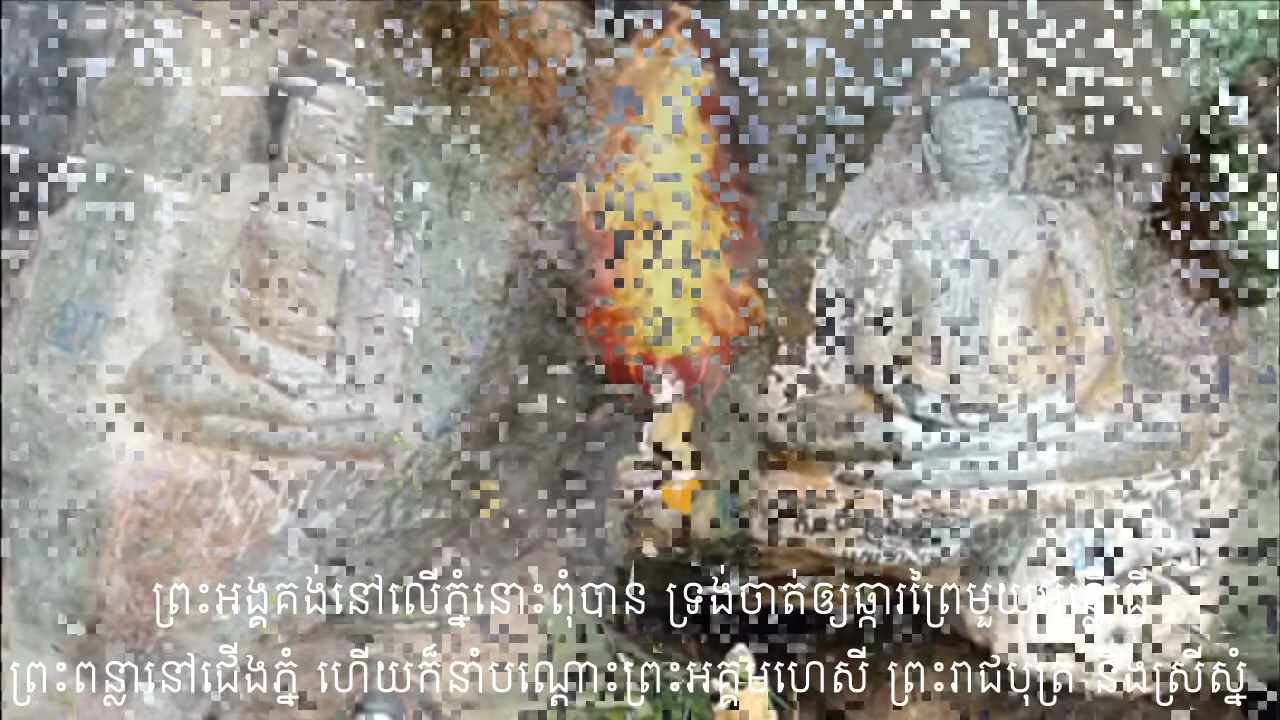 ព្រះអង្គគង់នៅលើភ្នំនោះពុំបាន ទ្រង់ចាត់ឲ្យឆ្ការព្រៃមួយ
ព្រះពន្លានៅជើងភ្នំ ហើយក៏នាំបណ្ដោះព្រះអគ្គមហេសី ព្រះរាជបុត្រ និងស្រីស្នំ